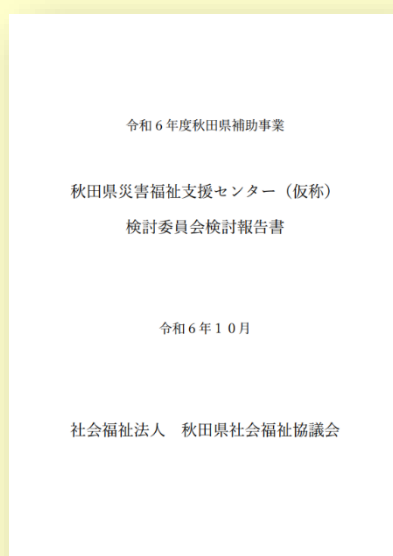 令和６年度秋田県補助事業
秋田県災害福祉支援センター（仮称）
検討委員会検討報告書
令和６年１０月
社会福祉法人　秋田県社会福祉協議会